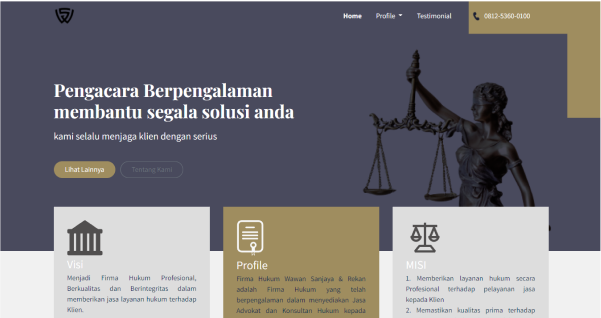 Home Profile Testimonial 0812-5360-0100
Pengacara Berpengalaman
membantu segala solusi anda
kami selalu menjaga klien dengan serius
Lihat Lainnya Tentang Kami
Visi
Menjadi Firma Hukum Profesional,
Berkualitas dan Berintegritas dalam
memberikan jasa layanan hukum terhadap
Klien.
Profile
Firma Hukum Wawan Sanjaya & Rekan
adalah Firma Hukum yang telah
berpengalaman dalam menyediakan Jasa
Advokat dan Konsultan Hukum kepada
MISI
1. Memberikan layanan hukum secara
Profesional terhadap pelayanan jasa
kepada Klien
2. Memastikan kualitas prima terhadap